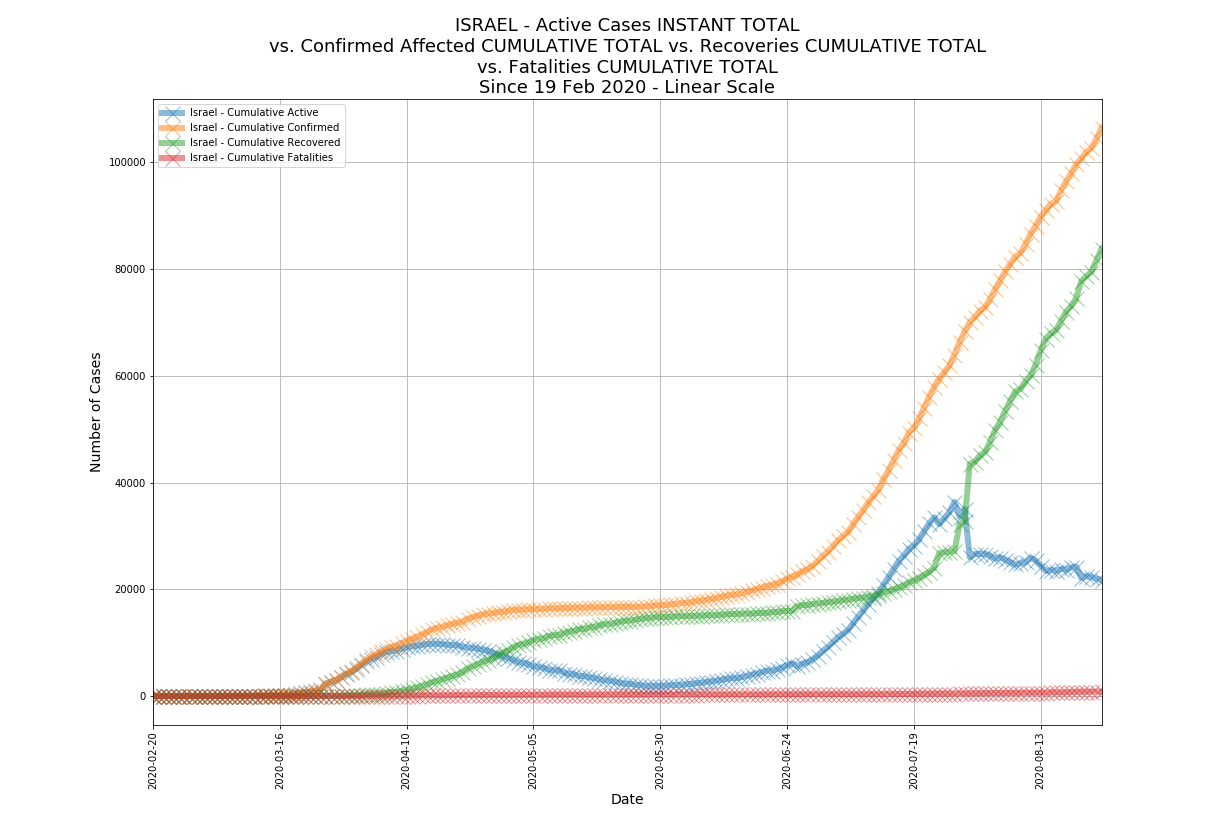 ISRAEL - Active Cases INSTANT TOTAL
vs. Confirmed Affected CUMULATIVE TOTAL vs. Recoveries CUMULATIVE TOTAL
vs. Fatalities CUMULATIVE TOTAL
Since 19 Feb 2020 - Linear Scale
Israel - Cumulative Active
Israel - Cumulative Confirmed
Israel - Cumulative Recovered
Israel - Cumulative Fatalities
Number of Cases
100000
80000
60000
40000
20000
0
2020-02-20
2020-03-16
2020-04-10
2020-05-05
2020-05-30
2020-06-24
2020-07-19
2020-08-13
Date